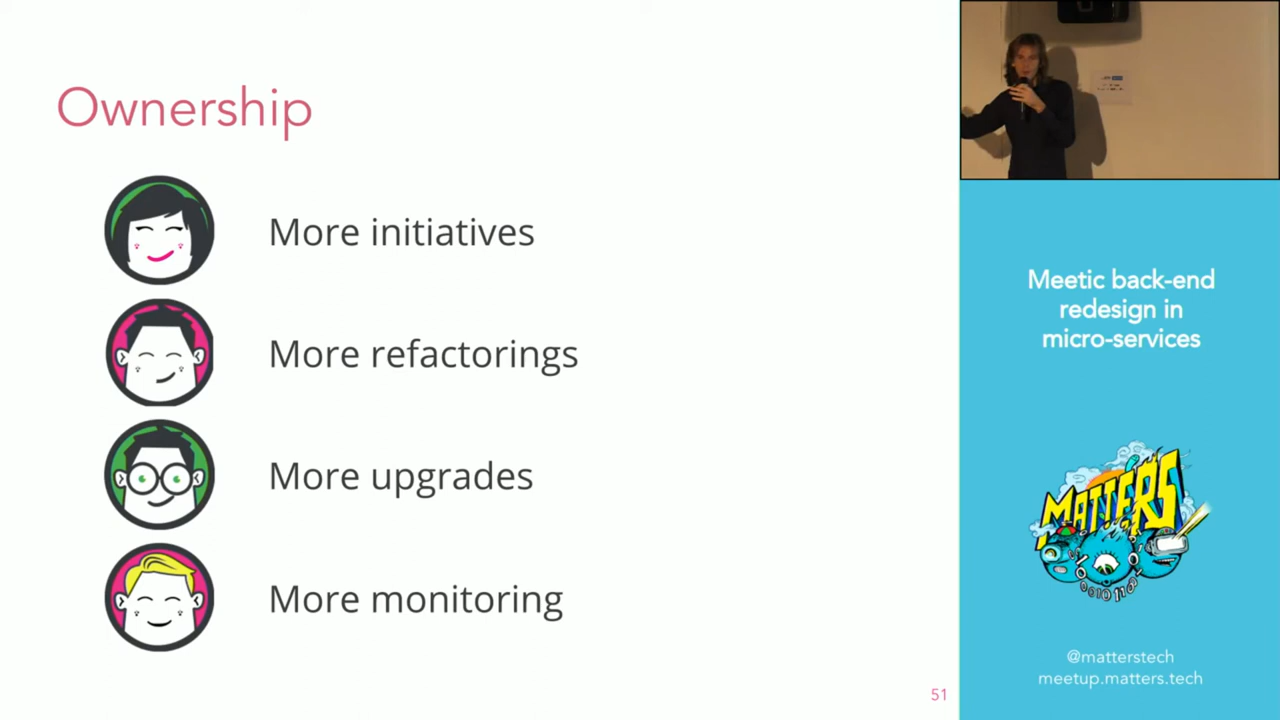 Ownership
More initiatives
More refactorings
More upgrades
More monitoring
51
Meetic back-end
redesign in
micro-services
MATTERS
@matterstech
meetup.matters.tech